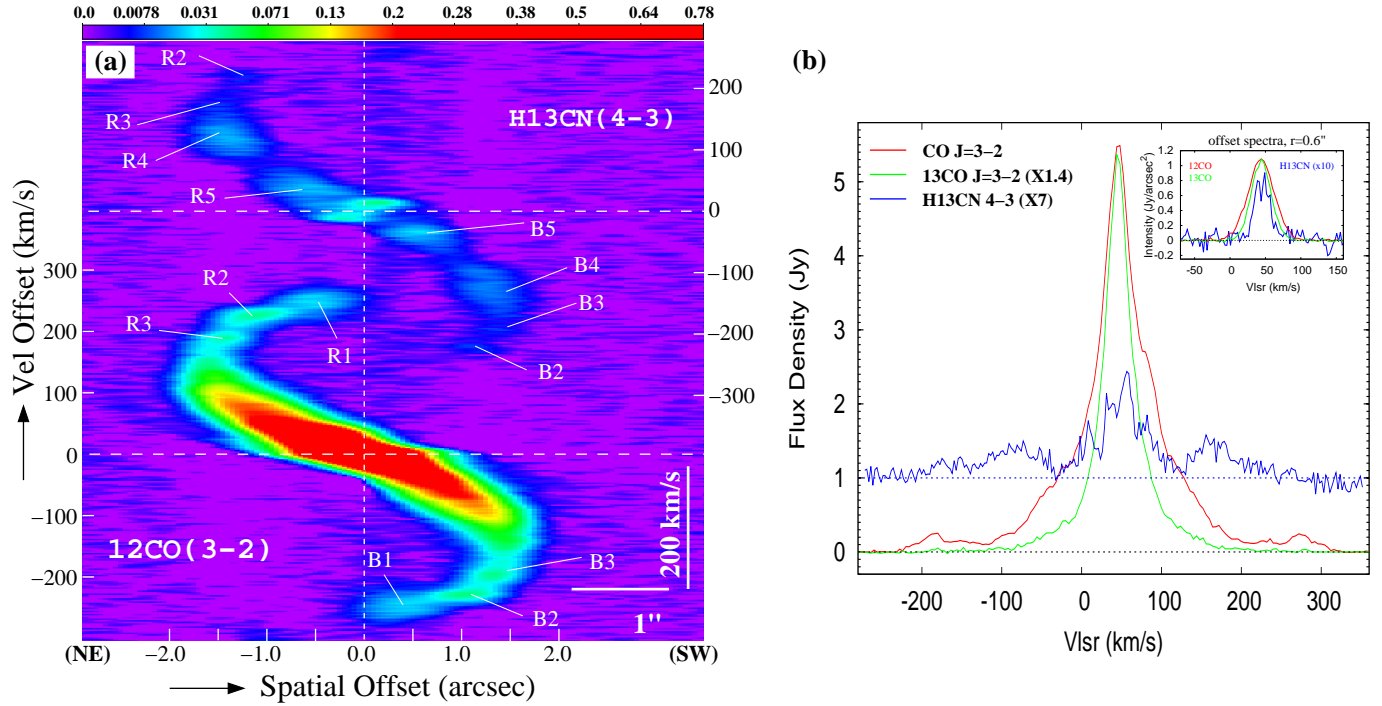 0.0 0.0078 0.031 0.071 0.13 0.2 0.28 0.38 0.5 0.64 0.78
(a)
R2
R3
R4
R5
H13CN(4-3)
B5
B4
B3
B2
R2
R3
R1
12CO(3-2)
B1
B3
B2
200 km/s
1"
Vel Offset (km/s)
300
200
100
0
−100
−200
200
100
0
−100
−200
−300
(NE) −2.0 −1.0 0.0 1.0 2.0 (SW)
Spatial Offset (arcsec)
(b)
CO J=3−2
13CO J=3−2 (X1.4)
H13CN 4−3 (X7)
offset spectra, r=0.6"
12CO
13CO
H13CN (x10)
Intensity (Jy/arcsec2)
1.2
1
0.8
0.6
0.4
0.2
0
-0.2
-50 0 50 100 150
Vlsr (km/s)
Flux Density (Jy)
5
4
3
2
1
0
-200 -100 0 100 200 300
Vlsr (km/s)